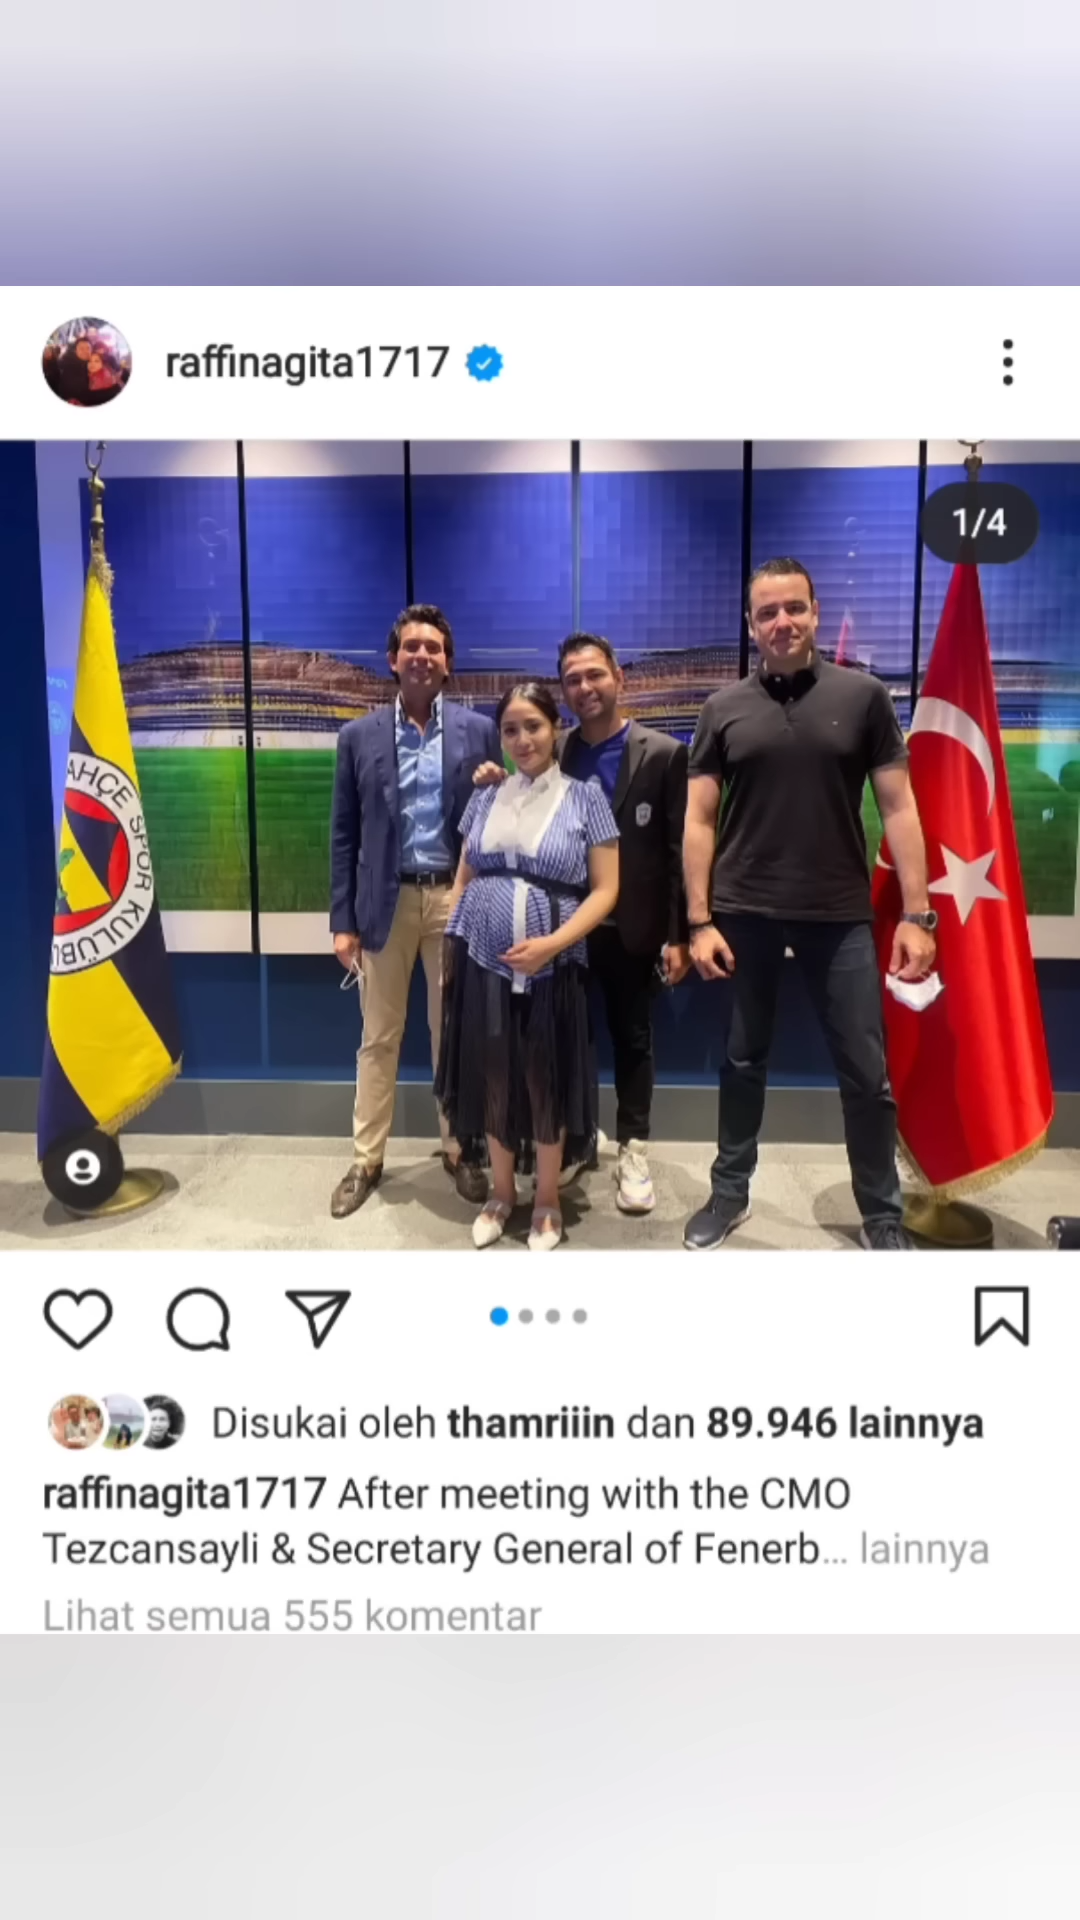 raffinagita1717
1/4
AHÇE SPOR KULÜBÜ
Disukai oleh thamriiin dan 89.946 lainnya
raffinagita1717 After meeting with the CMO
Tezcansayli & Secretary General of Fenerb... lainnya
Lihat semua 555 komentar